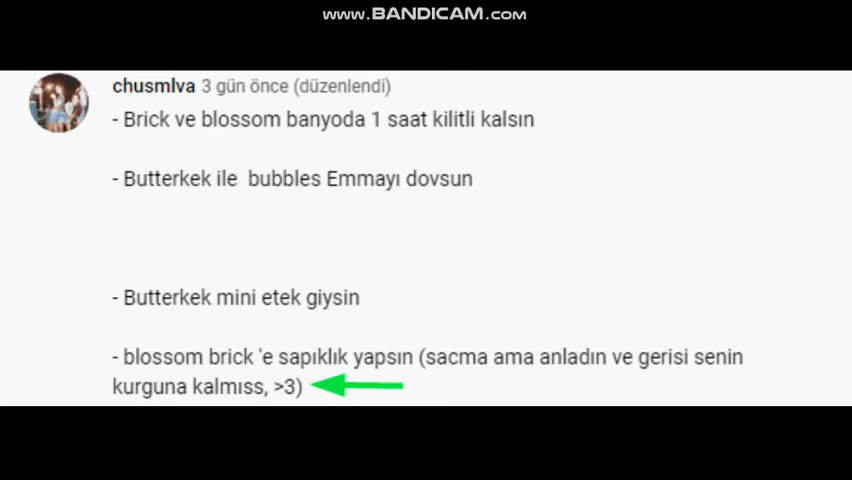 www.BANDICAM.com
chusmlva 3 gün önce (düzenlendi)
- Brick ve blossom banyoda 1 saat kilitli kalsın
- Butterkek ile bubbles Emmayı dovsun
- Butterkek mini etek giysin
- blossom brick 'e sapıklık yapsın (sacma ama anladın ve gerisi senin
kurguna kalmıss, >3)